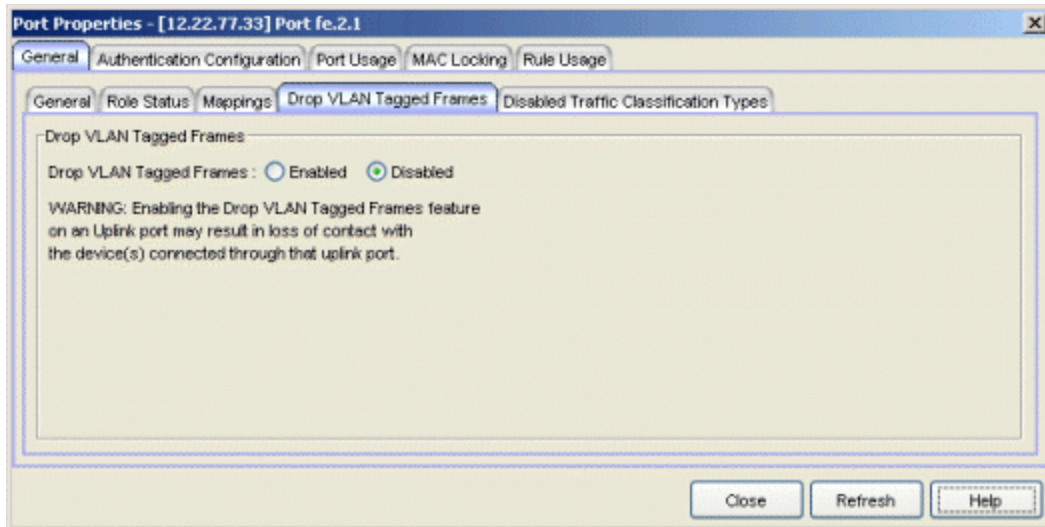 Port Properties - [12.22.77.33] Port fe.2.1
General Authentication Configuration Port Usage MAC Locking Rule Usage
General Role Status Mappings Drop VLAN Tagged Frames Disabled Traffic Classification Types
Drop VLAN Tagged Frames
Drop VLAN Tagged Frames : Enabled Disabled
WARNING: Enabling the Drop VLAN Tagged Frames feature
on an Uplink port may result in loss of contact with
the device(s) connected through that uplink port.
Close Refresh Help